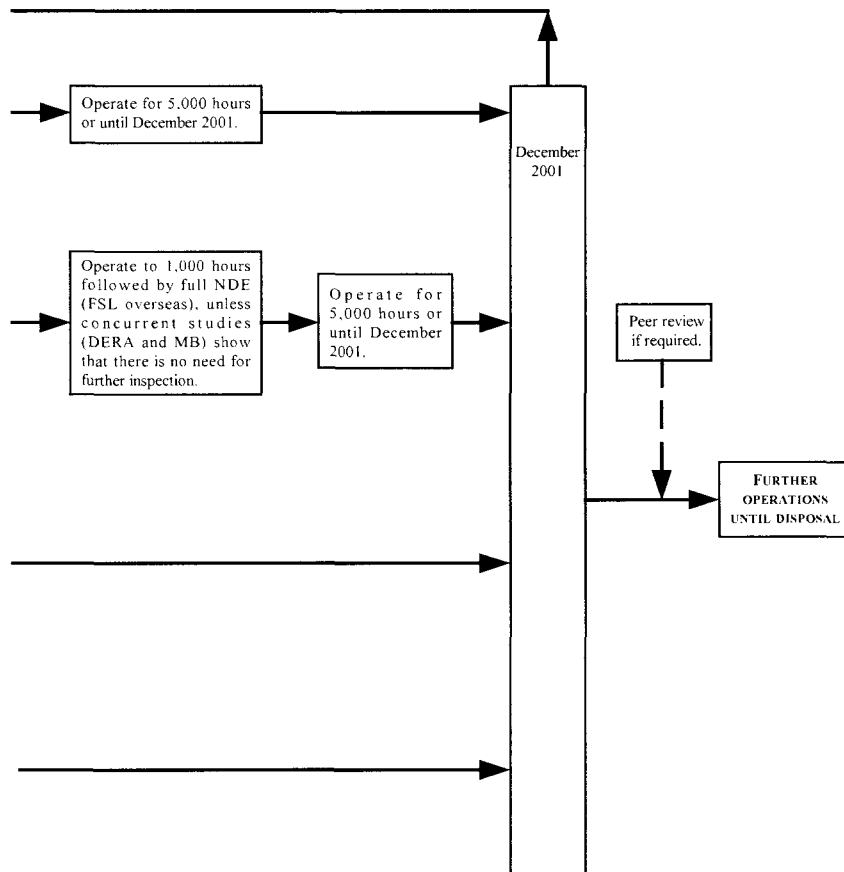 Operate for 5,000 hours
or until December 2001.
December
2001
Operate to 1,000 hours
followed by full NDE
(FSL overseas), unless
concurrent studies
(DERA and MB) show
that there is no need for
further inspection.
Operate for
5,000 hours or
until December
2001.
Peer review
if required.
FURTHER
OPERATIONS
UNTIL DISPOSAL